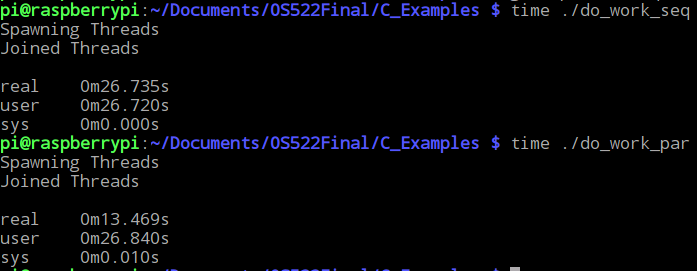 pi@raspberrypi:~/Documents/OS522Final/C_Examples $ time ./do_work_seq
Spawning Threads
Joined Threads
real 0m26.735s
user 0m26.720s
sys 0m0.000s
pi@raspberrypi:~/Documents/OS522Final/C_Examples $ time ./do_work_par
Spawning Threads
Joined Threads
real 0m13.469s
user 0m26.840s
sys 0m0.010s